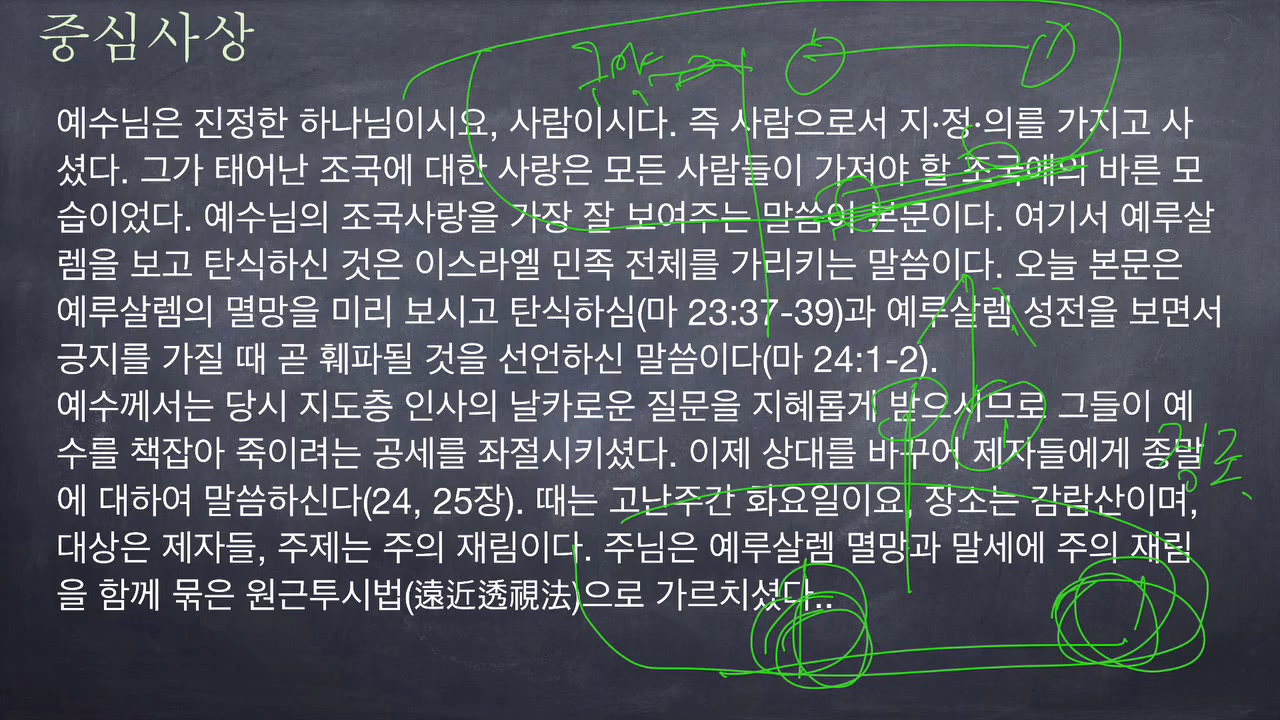 중심사상
예수님은 진정한 하나님이시요, 사람이시다. 즉 사람으로서 지·정·의를 가지고 사
셨다. 그가 태어난 조국에 대한 사랑은 모든 사람들이 가져야 할 조국애의 바른 모
습이었다. 예수님의 조국사랑을 가장 잘 보여주는 말씀이 본문이다. 여기서 예루살
렘을 보고 탄식하신 것은 이스라엘 민족 전체를 가리키는 말씀이다. 오늘 본문은
예루살렘의 멸망을 미리 보시고 탄식하심(마 23:37-39)과 예루살렘 성전을 보면서
긍지를 가질 때 곧 훼파될 것을 선언하신 말씀이다(마 24:1-2).
예수께서는 당시 지도층 인사의 날카로운 질문을 지혜롭게 받으시므로 그들이 예
수를 책잡아 죽이려는 공세를 좌절시키셨다. 이제 상대를 바꾸어 제자들에게 종말
에 대하여 말씀하신다(24, 25장). 때는 고난주간 화요일이요, 장소는 감람산이며,
대상은 제자들, 주제는 주의 재림이다. 주님은 예루살렘 멸망과 말세에 주의 재림
을 함께 묶은 원근투시법(遠近透視法)으로 가르치셨다..